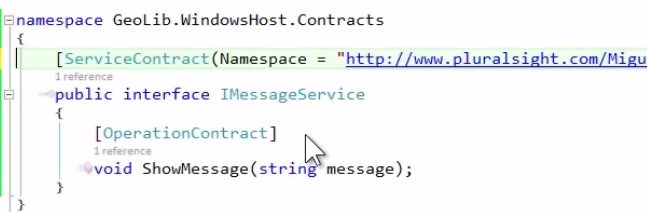 namespace GeoLib.WindowsHost.Contracts
{
[ServiceContract(Namespace = "http://www.pluralsight.com/Migu
1 reference
public interface IMessageService
{
[OperationContract]
1 reference
void ShowMessage(string message);
}
}